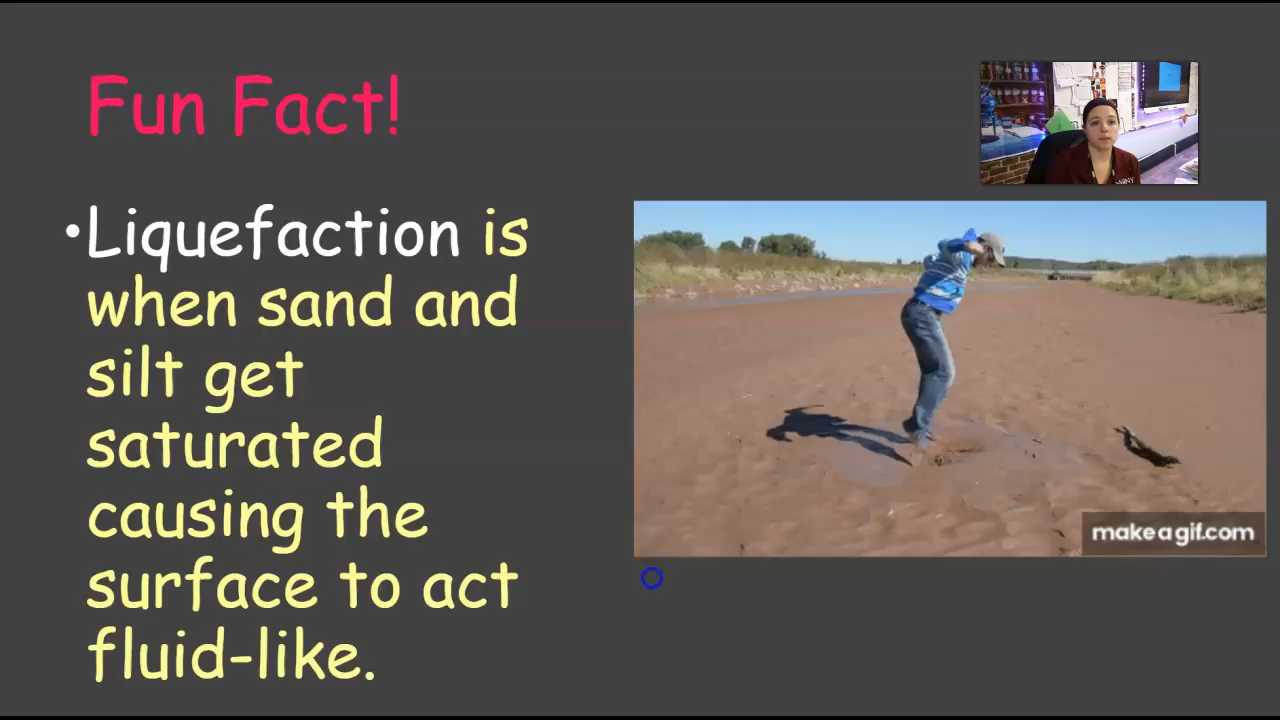 Fun Fact!
•Liquefaction is
when sand and
silt get
saturated
causing the
surface to act
fluid-like.
makeagif.com